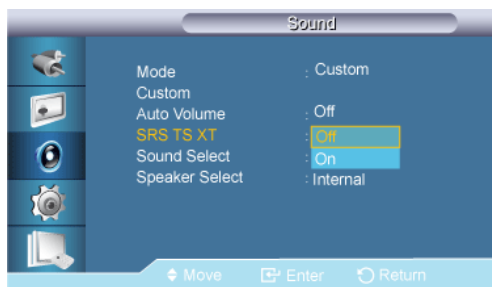 Sound
Mode : Custom
Custom
Auto Volume : Off
SRS TS XT : Off
Sound Select : On
Speaker Select : Internal
Move Enter Return